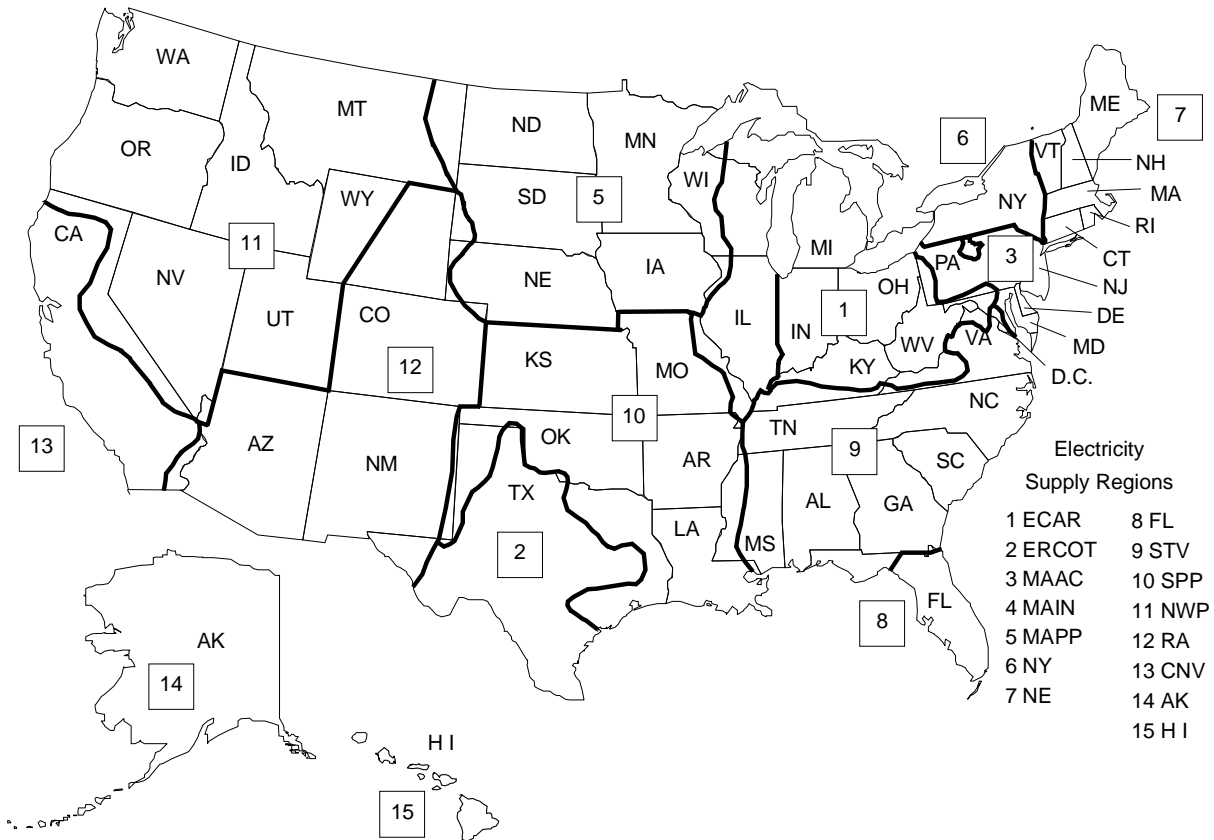 WA
MT
ME
7
6
ND
MN
VT
OR
ID
NH
WI
MA
WY
SD
5
NY
RI
CA
11
MI
PA
3
CT
NV
NE
IA
OH
NJ
UT
CO
IL
IN
1
DE
WV
VA
MD
KS
KY
12
MO
D.C.
10
NC
TN
13
AZ
OK
9
NM
AR
SC
TX
GA
AL
LA
2
MS
FL
8
AK
14
H I
15
Electricity
Supply Regions
1 ECAR
2 ERCOT
3 MAAC
4 MAIN
5 MAPP
6 NY
7 NE
8 FL
9 STV
10 SPP
11 NWP
12 RA
13 CNV
14 AK
15 H I